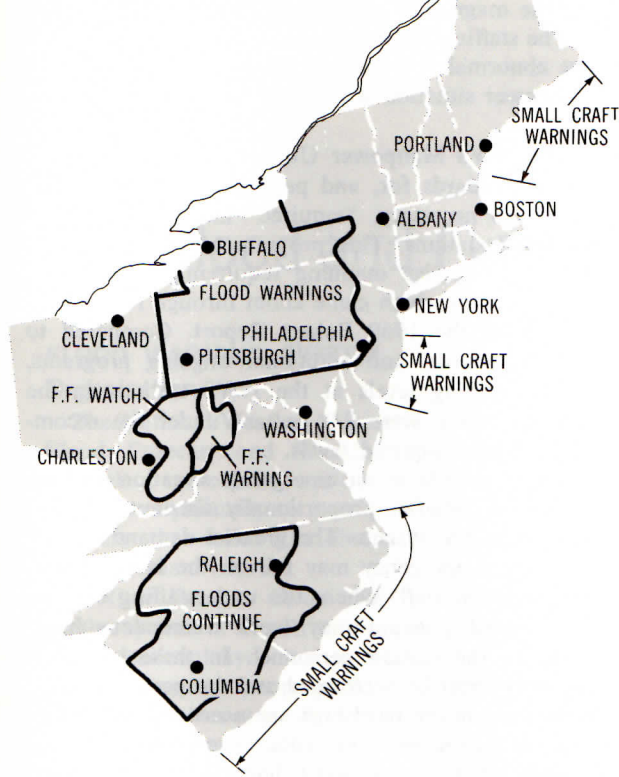 SMALL CRAFT
WARNINGS
PORTLAND
ALBANY
BOSTON
BUFFALO
FLOOD WARNINGS
NEW YORK
CLEVELAND
PHILADELPHIA
PITTSBURGH
SMALL CRAFT
WARNINGS
F.F. WATCH
WASHINGTON
CHARLESTON
F.F.
WARNING
RALEIGH
FLOODS
CONTINUE
SMALL CRAFT
WARNINGS
COLUMBIA